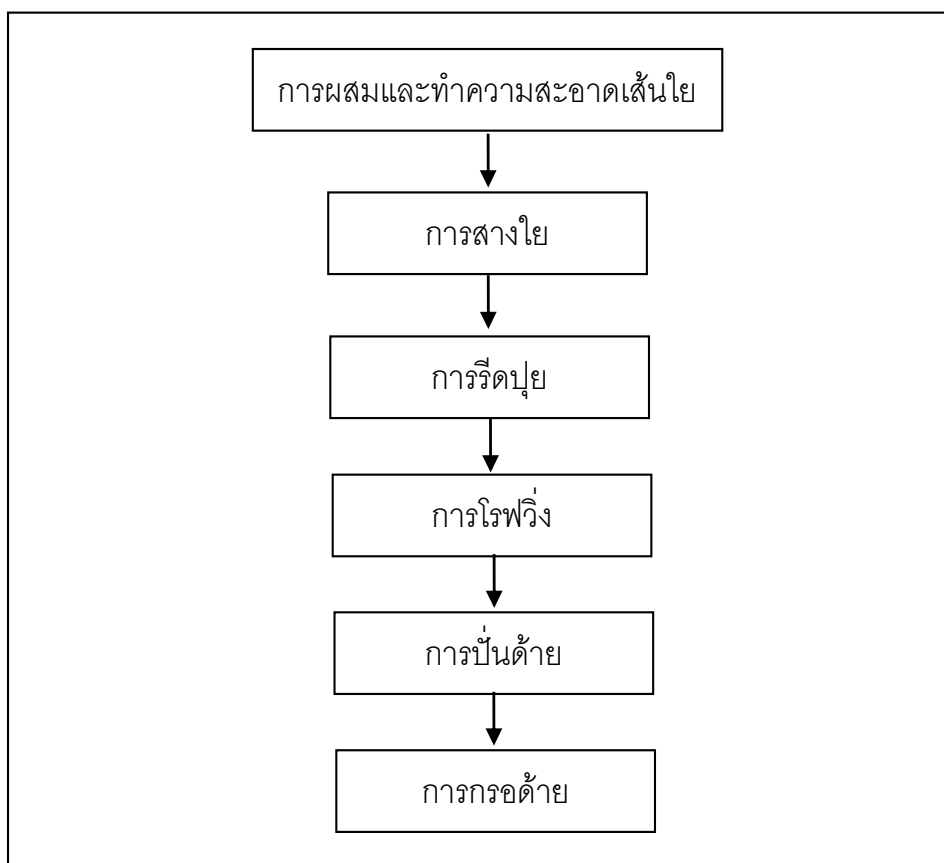 การผสมและทำความสะอาดเส้นใย
การสางใย
การรีดปุย
การโรฟวิ่ง
การปั่นด้าย
การกรอด้าย